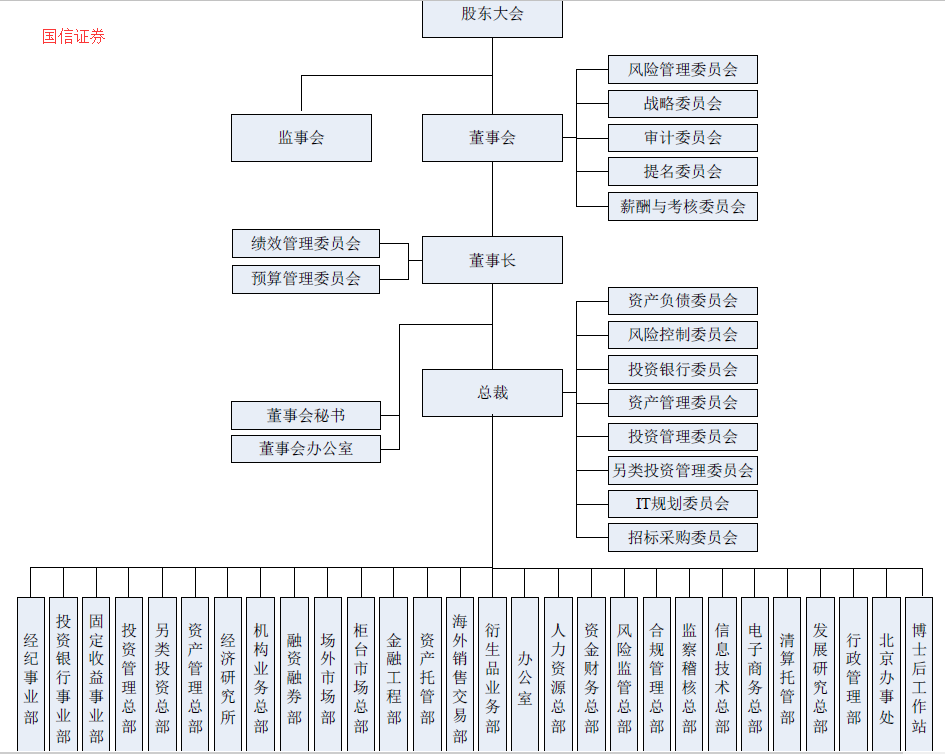 股东大会
国信证券
风险管理委员会
战略委员会
监事会
董事会
审计委员会
提名委员会
薪酬与考核委员会
绩效管理委员会
董事长
预算管理委员会
资产负债委员会
风险控制委员会
投资银行委员会
总裁
资产管理委员会
董事会秘书
投资管理委员会
董事会办公室
另类投资管理委员会
IT规划委员会
招标采购委员会
经纪事业部
投资银行事业部
固定收益事业部
投资管理总部
另类投资总部
资产管理总部
经济研究所
机构业务总部
融资融券部
场外市场部
柜台市场总部
金融工程部
资产托管部
海外销售交易部
衍生品业务部
办公室
人力资源总部
资金财务总部
风险监管总部
合规管理总部
监察稽核总部
信息技术总部
电子商务总部
清算托管部
发展研究总部
行政管理部
北京办事处
博士后工作站